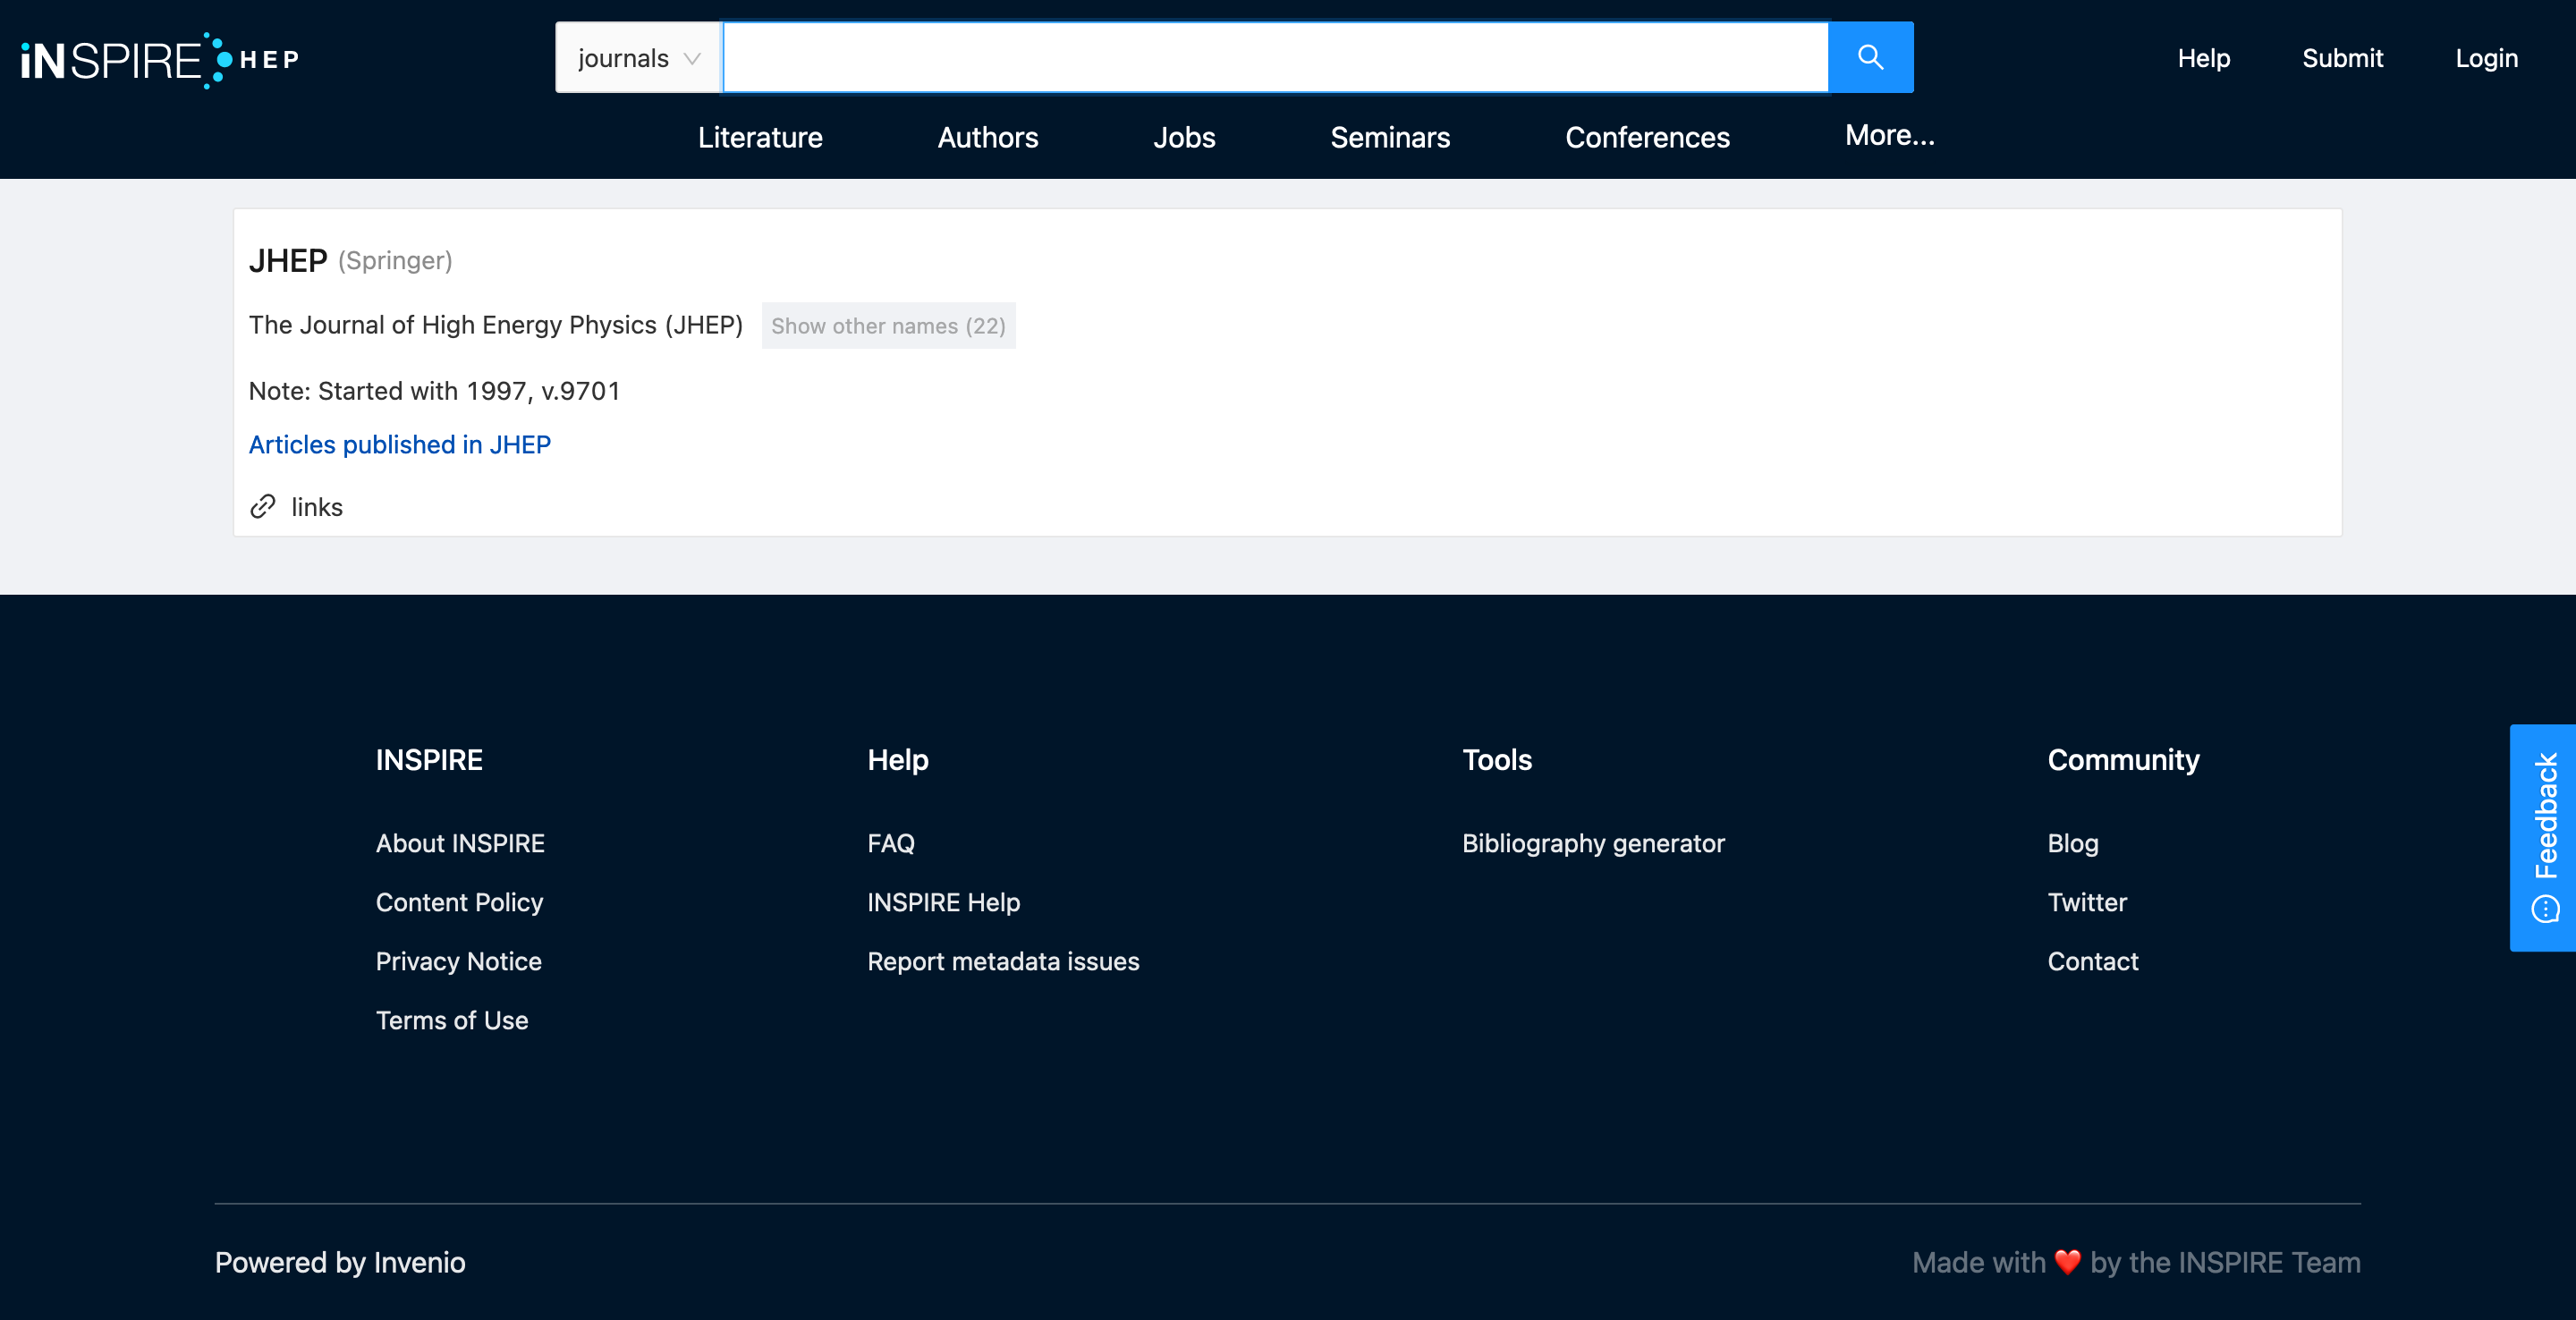 iNSPIRE HEP
journals
Help Submit Login
Literature Authors Jobs Seminars Conferences More...
JHEP (Springer)
The Journal of High Energy Physics (JHEP) Show other names (22)
Note: Started with 1997, v.9701
Articles published in JHEP
links
INSPIRE
About INSPIRE
Content Policy
Privacy Notice
Terms of Use
Help
FAQ
INSPIRE Help
Report metadata issues
Tools
Bibliography generator
Community
Blog
Twitter
Contact
Feedback
Powered by Invenio
Made with ❤️ by the INSPIRE Team